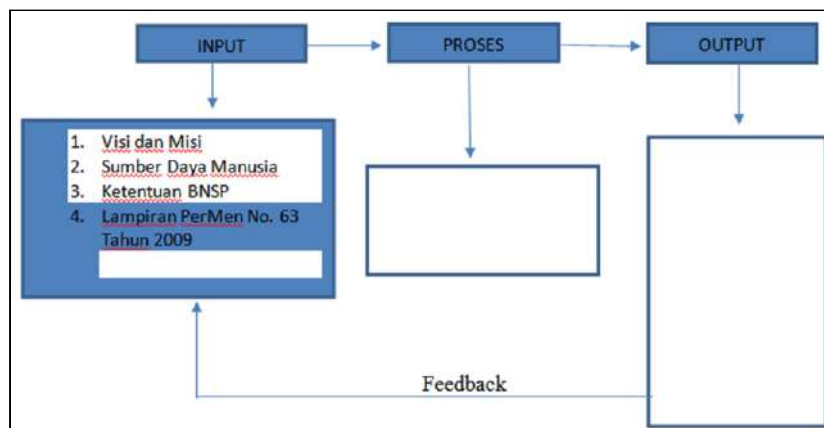 INPUT
PROSES
OUTPUT
1. Visi dan Misi
2. Sumber Daya Manusia
3. Ketentuan BNSP
4. Lampiran PerMen No. 63
Tahun 2009
Feedback